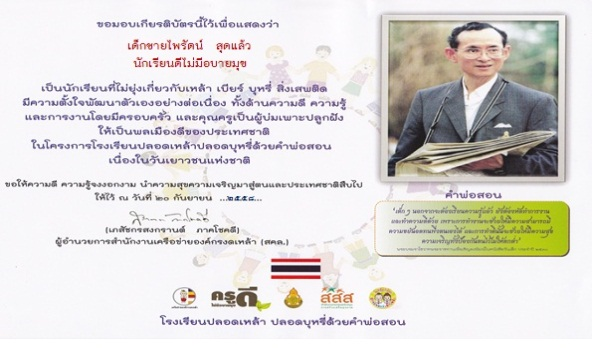 ขอมอบเกียรติบัตรนี้ไว้เพื่อแสดงว่า
เด็กชายไพรัตน์ สุดแล้ว
นักเรียนดีไม่มีอบายมุข
เป็นนักเรียนที่ไม่ยุ่งเกี่ยวกับเหล้า เบียร์ บุหรี่ สิ่งเสพติด
มีความตั้งใจพัฒนาตัวเองอย่างต่อเนื่อง ทั้งด้านความดี ความรู้
และการงานโดยมีครอบครัว และคุณครูเป็นผู้บ่มเพาะปลูกฝัง
ให้เป็นพลเมืองดีของประเทศชาติ
ในโครงการโรงเรียนปลอดเหล้าปลอดบุหรี่ด้วยคำพ่อสอน
เนื่องในวันเยาวชนแห่งชาติ
ขอให้ความดี ความรู้จงงอกงาม นำความสุขความเจริญมาสู่ตนและประเทศชาติสืบไป
ให้ไว้ ณ วันที่ ๒๐ กันยายน ...๒๕๕๘...
(เภสัชกรสงกรานต์ ภาคโชคดี)
ผู้อำนวยการสำนักงานเครือข่ายองค์กรงดเหล้า (สคล.)
คำพ่อสอน
ครูดี
สสส
โรงเรียนปลอดเหล้า ปลอดบุหรี่ด้วยคำพ่อสอน